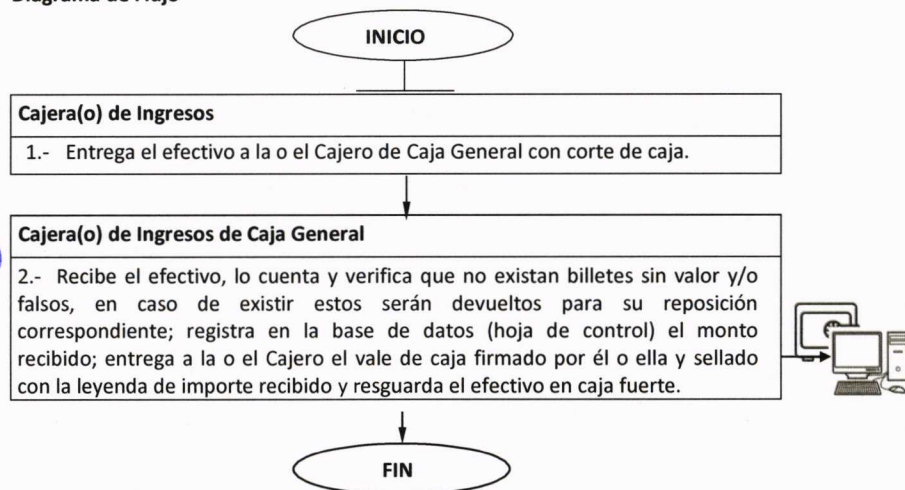 Diagrama de Flujo
INICIO
Cajera(o) de Ingresos
1.- Entrega el efectivo a la o el Cajero de Caja General con corte de caja.
Cajera(o) de Ingresos de Caja General
2.- Recibe el efectivo, lo cuenta y verifica que no existan billetes sin valor y/o
falsos, en caso de existir estos serán devueltos para su reposición
correspondiente; registra en la base de datos (hoja de control) el monto
recibido; entrega a la o el Cajero el vale de caja firmado por él o ella y sellado
con la leyenda de importe recibido y resguarda el efectivo en caja fuerte.
FIN